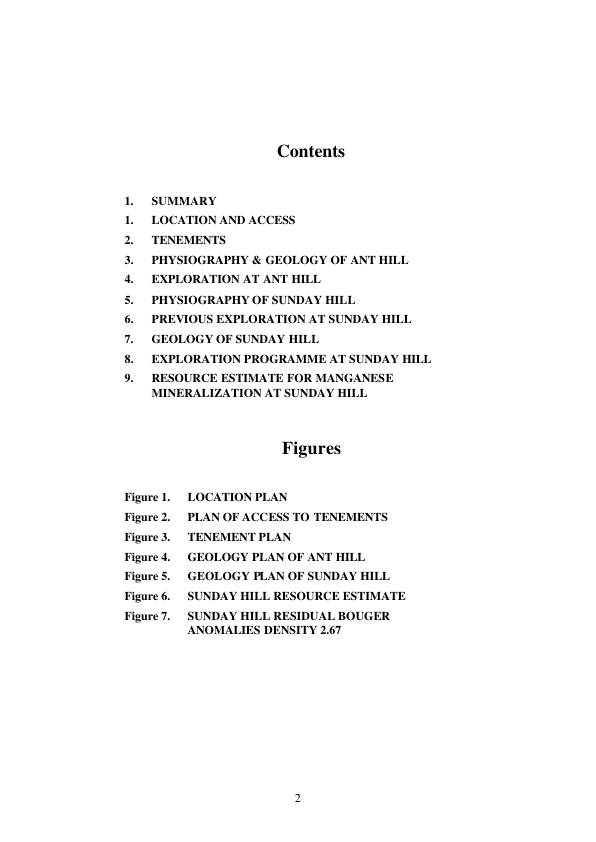 Contents
1. SUMMARY
1. LOCATION AND ACCESS
2. TENEMENTS
3. PHYSIOGRAPHY & GEOLOGY OF ANT HILL
4. EXPLORATION AT ANT HILL
5. PHYSIOGRAPHY OF SUNDAY HILL
6. PREVIOUS EXPLORATION AT SUNDAY HILL
7. GEOLOGY OF SUNDAY HILL
8. EXPLORATION PROGRAMME AT SUNDAY HILL
9. RESOURCE ESTIMATE FOR MANGANESE
MINERALIZATION AT SUNDAY HILL
Figures
Figure 1. LOCATION PLAN
Figure 2. PLAN OF ACCESS TO TENEMENTS
Figure 3. TENEMENT PLAN
Figure 4. GEOLOGY PLAN OF ANT HILL
Figure 5. GEOLOGY PLAN OF SUNDAY HILL
Figure 6. SUNDAY HILL RESOURCE ESTIMATE
Figure 7. SUNDAY HILL RESIDUAL BOUGER
ANOMALIES DENSITY 2.67
2